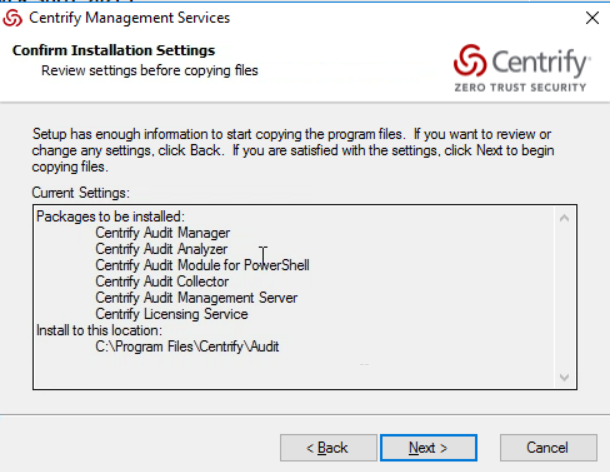 Centrify Management Services
Confirm Installation Settings
Review settings before copying files
Centrify
ZERO TRUST SECURITY
Setup has enough information to start copying the program files. If you want to review or
change any settings, click Back. If you are satisfied with the settings, click Next to begin
copying files.
Current Settings:
Packages to be installed:
Centrify Audit Manager
Centrify Audit Analyzer
Centrify Audit Module for PowerShell
Centrify Audit Collector
Centrify Audit Management Server
Centrify Licensing Service
Install to this location:
C:\Program Files\Centrify\Audit
< Back
Next >
Cancel